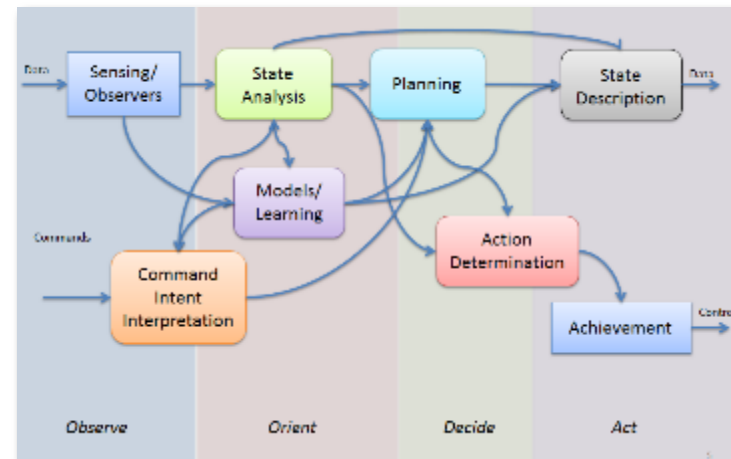 Data
Sensing/
Observers
State
Analysis
Planning
State
Description
Data
Models/
Learning
Commands
Command
Intent
Interpretation
Action
Determination
Achievement
Contro
Observe
Orient
Decide
Act